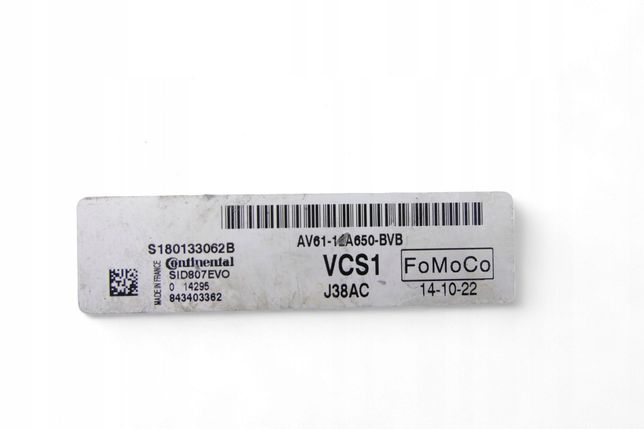 AV61-12A650-BVB
S180133062B
Continental
SID807EVO
0 14295
843403362
MADE IN FRANCE
VCS1
J38AC
FoMoCo
14-10-22